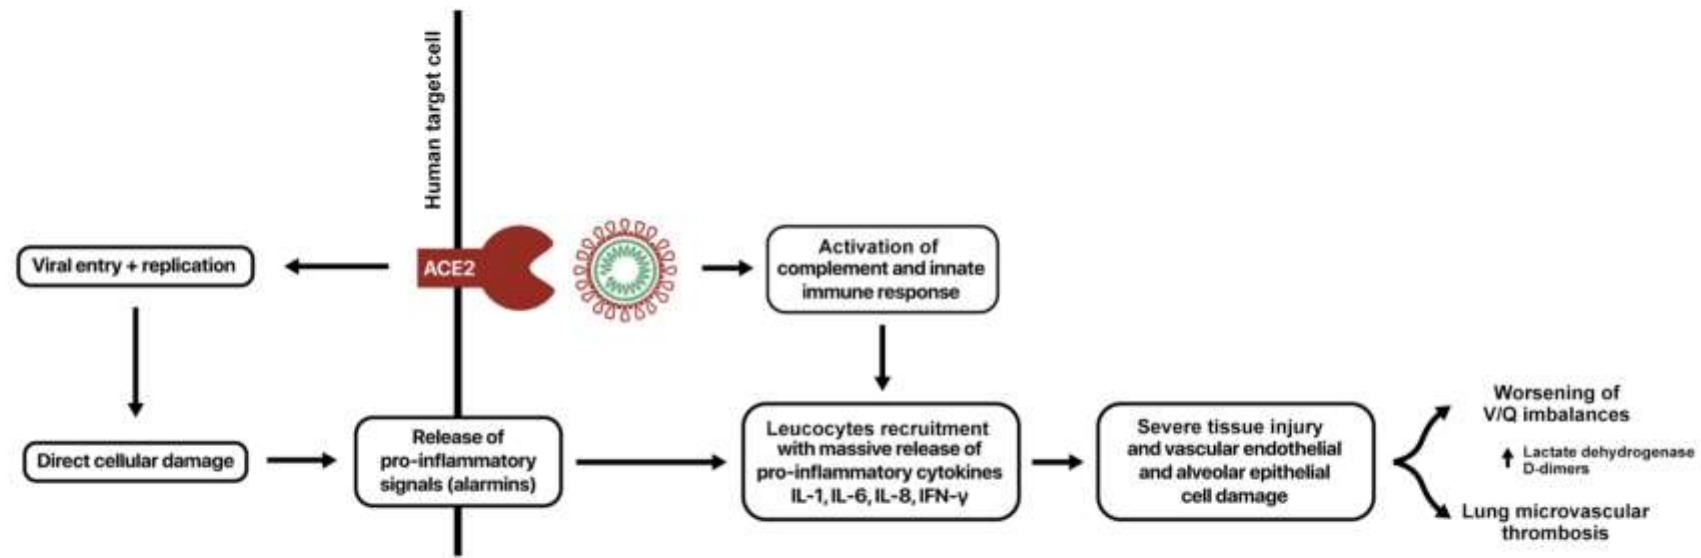 Human target cell
Viral entry + replication
ACE2
Activation of
complement and innate
immune response
Direct cellular damage
Release of
pro-inflammatory
signals (alarmins)
Leucocytes recruitment
with massive release of
pro-inflammatory cytokines
IL-1, IL-6, IL-8, IFN-γ
Severe tissue injury
and vascular endothelial
and alveolar epithelial
cell damage
Worsening of
V/Q imbalances
Lactate dehydrogenase
D-dimers
Lung microvascular
thrombosis